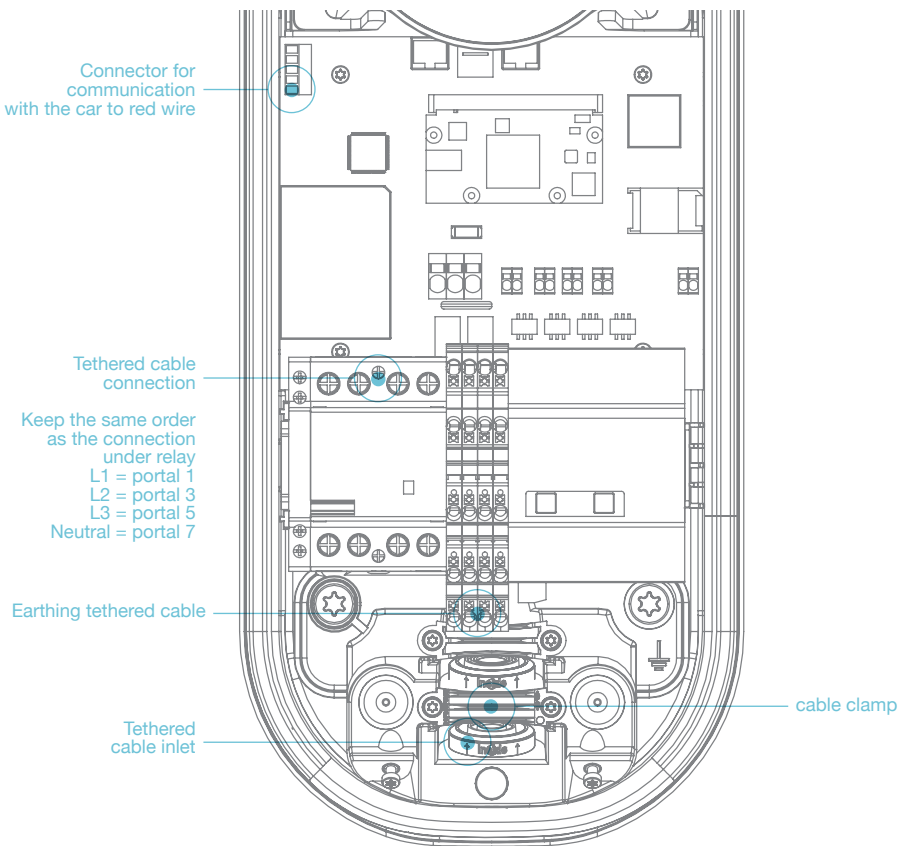 Connector for
communication
with the car to red wire
Tethered cable
connection
Keep the same order
as the connection
under relay
L1 = portal 1
L2 = portal 3
L3 = portal 5
Neutral = portal 7
Earthing tethered cable
Inside
cable clamp
Tethered
cable inlet
Inside